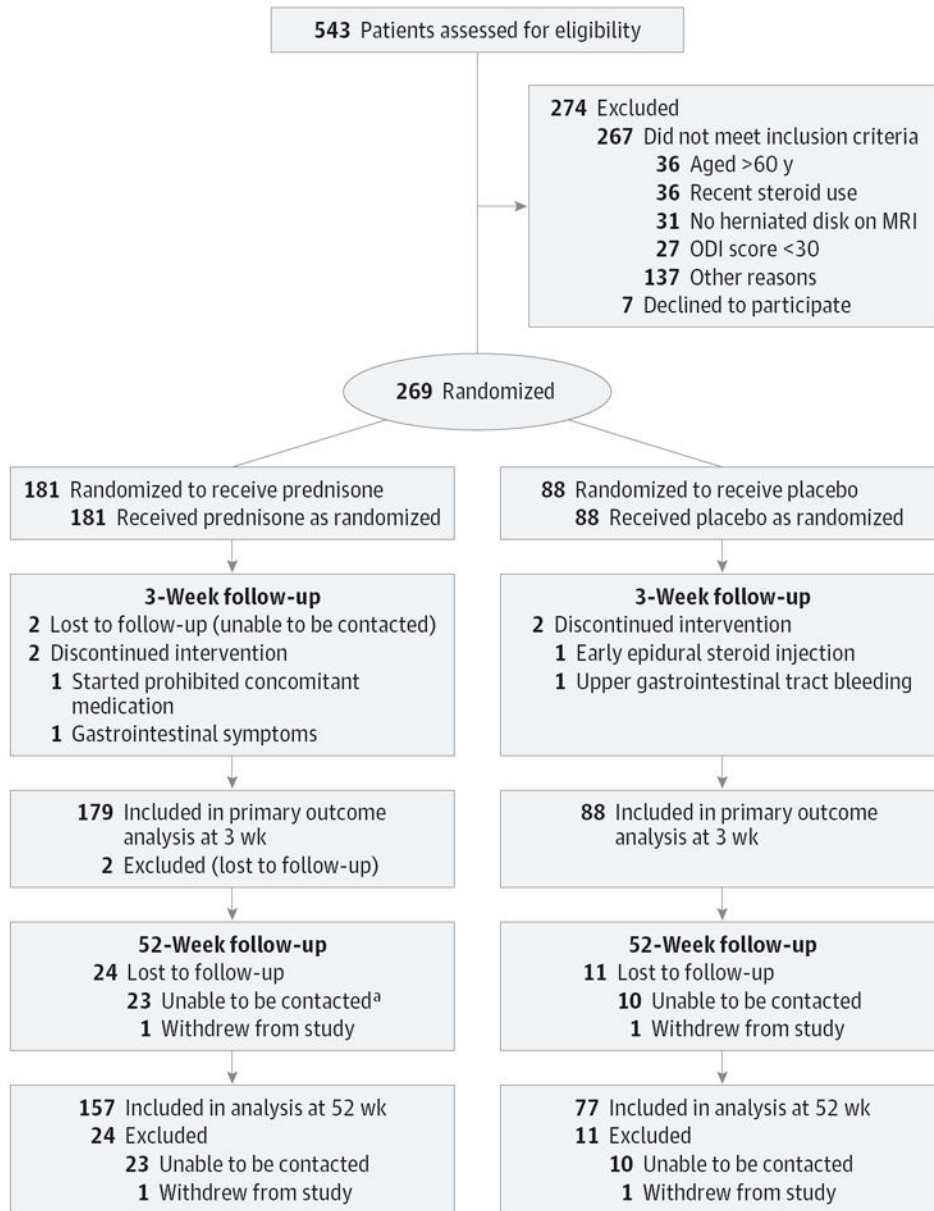 543 Patients assessed for eligibility
274 Excluded
267 Did not meet inclusion criteria
36 Aged >60 y
36 Recent steroid use
31 No herniated disk on MRI
27 ODI score <30
137 Other reasons
7 Declined to participate
269 Randomized
181 Randomized to receive prednisone
181 Received prednisone as randomized
88 Randomized to receive placebo
88 Received placebo as randomized
3-Week follow-up
2 Lost to follow-up (unable to be contacted)
2 Discontinued intervention
1 Started prohibited concomitant
medication
1 Gastrointestinal symptoms
3-Week follow-up
2 Discontinued intervention
1 Early epidural steroid injection
1 Upper gastrointestinal tract bleeding
179 Included in primary outcome
analysis at 3 wk
2 Excluded (lost to follow-up)
88 Included in primary outcome
analysis at 3 wk
52-Week follow-up
24 Lost to follow-up
23 Unable to be contactedᵃ
1 Withdrew from study
52-Week follow-up
11 Lost to follow-up
10 Unable to be contacted
1 Withdrew from study
157 Included in analysis at 52 wk
24 Excluded
23 Unable to be contacted
1 Withdrew from study
77 Included in analysis at 52 wk
11 Excluded
10 Unable to be contacted
1 Withdrew from study